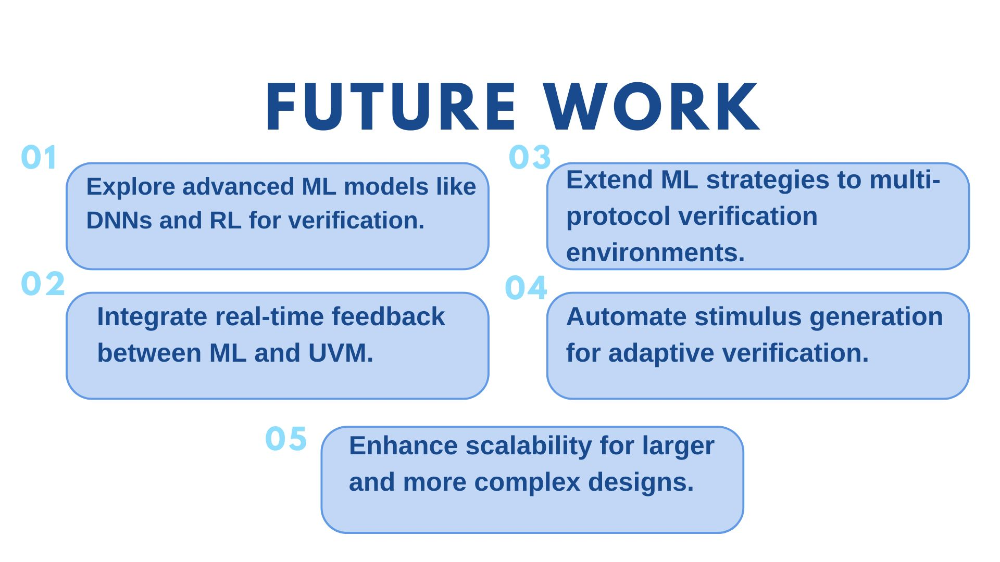 FUTURE WORK
01
Explore advanced ML models like
DNNs and RL for verification.
02
Integrate real-time feedback
between ML and UVM.
03
Extend ML strategies to multi-
protocol verification
environments.
04
Automate stimulus generation
for adaptive verification.
05
Enhance scalability for larger
and more complex designs.